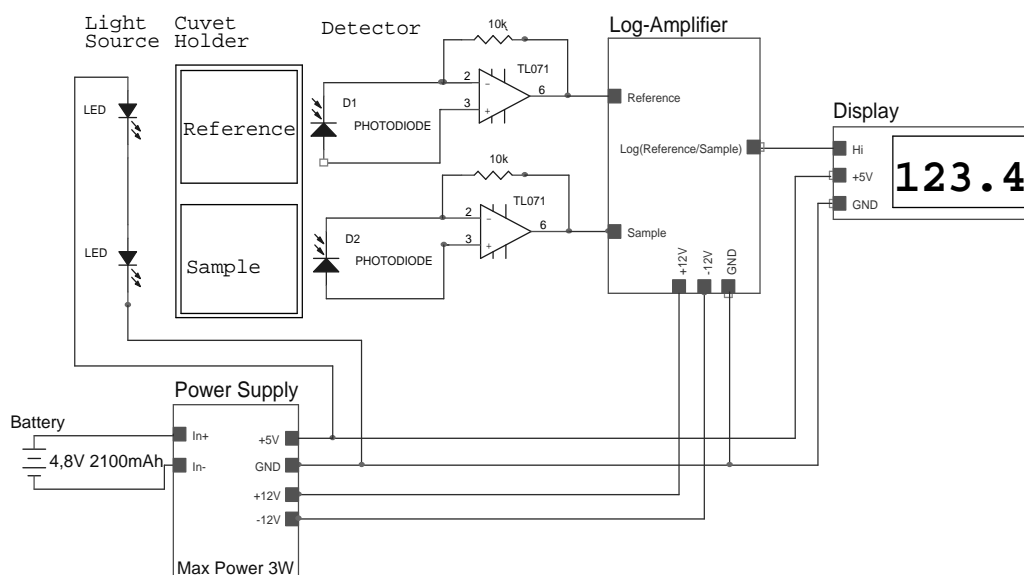 Light
Source
Cuvet
Holder
Detector
10k
Log-Amplifier
TL071
2
6
3
−
+
LED
D1
PHOTODIODE
Reference
Reference
Display
Log(Reference/Sample)
Hi
+5V
GND
123.4
10k
TL071
2
6
3
−
+
LED
D2
PHOTODIODE
Sample
Sample
+12V
-12V
GND
Power Supply
Battery
4,8V 2100mAh
In+
In-
+5V
GND
+12V
-12V
Max Power 3W